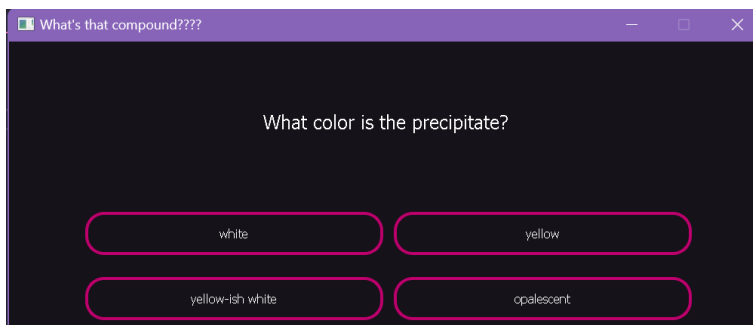 What's that compound????
What color is the precipitate?
white
yellow
yellow-ish white
opalescent